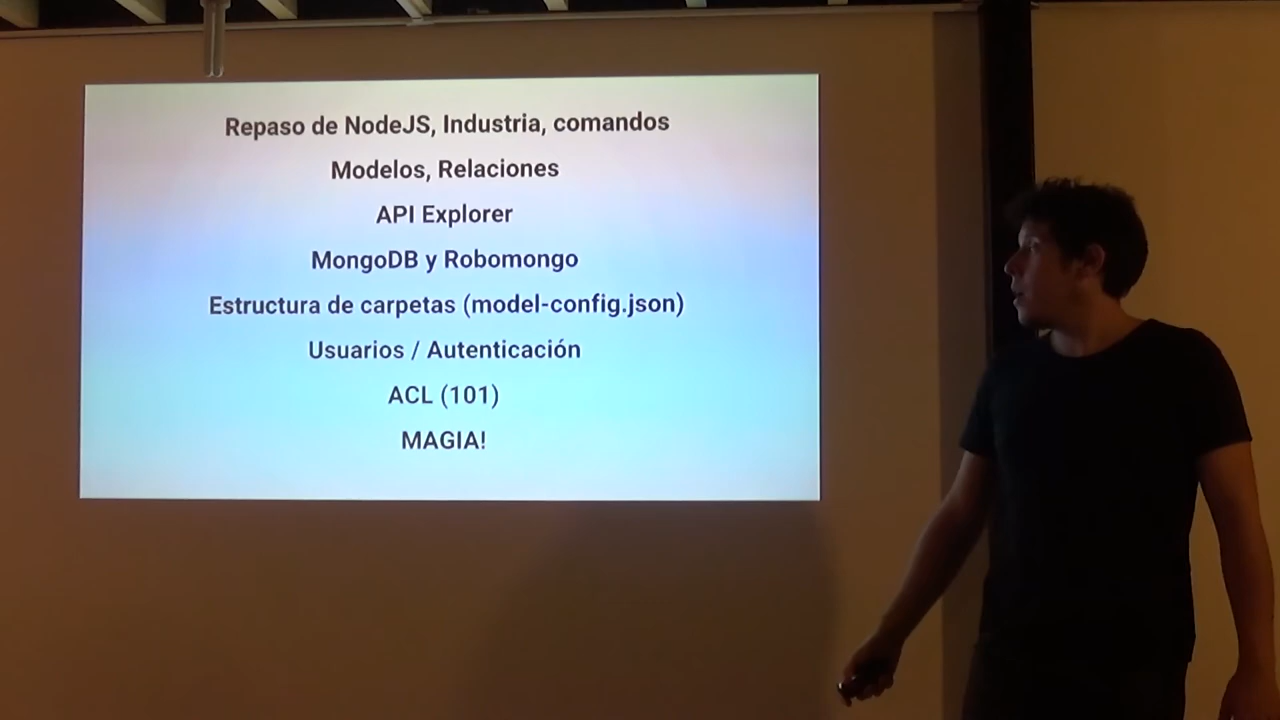 Repaso de NodeJS, Industria, comandos
Modelos, Relaciones
API Explorer
MongoDB y Robomongo
Estructura de carpetas (model-config.json)
Usuarios / Autenticación
ACL (101)
MAGIA!